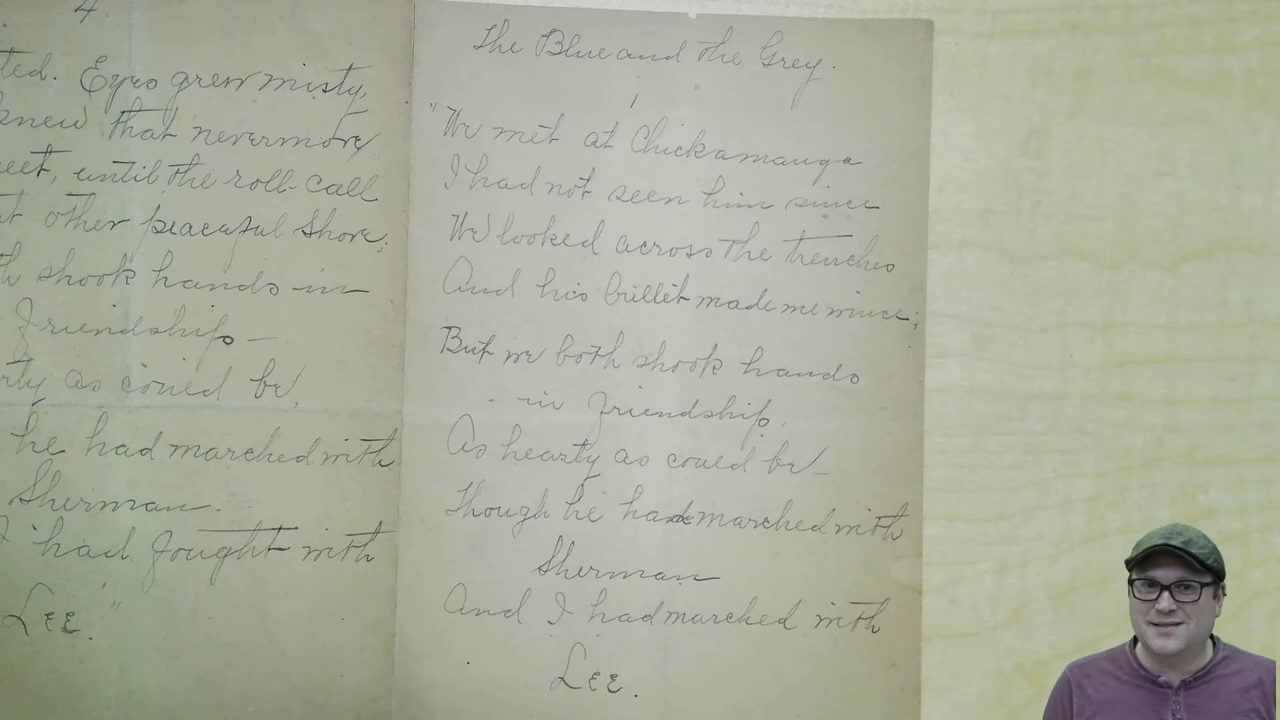 4.
ted. Eyes grew misty,
knew that nevermore
eet, until the roll-call
at other peaceful shore;
th shook hands in
Friendship—
rty as could be,
he had marched with
Sherman.
I had fought with
Lee."
The Blue and the Grey.
1
"We met at Chickamauga
I had not seen him since
We looked across the trenches
And his bullet made me wince;
But we both shook hands
in friendship,
As hearty as could be—
Though he had marched with
Sherman
And I had marched with
Lee.